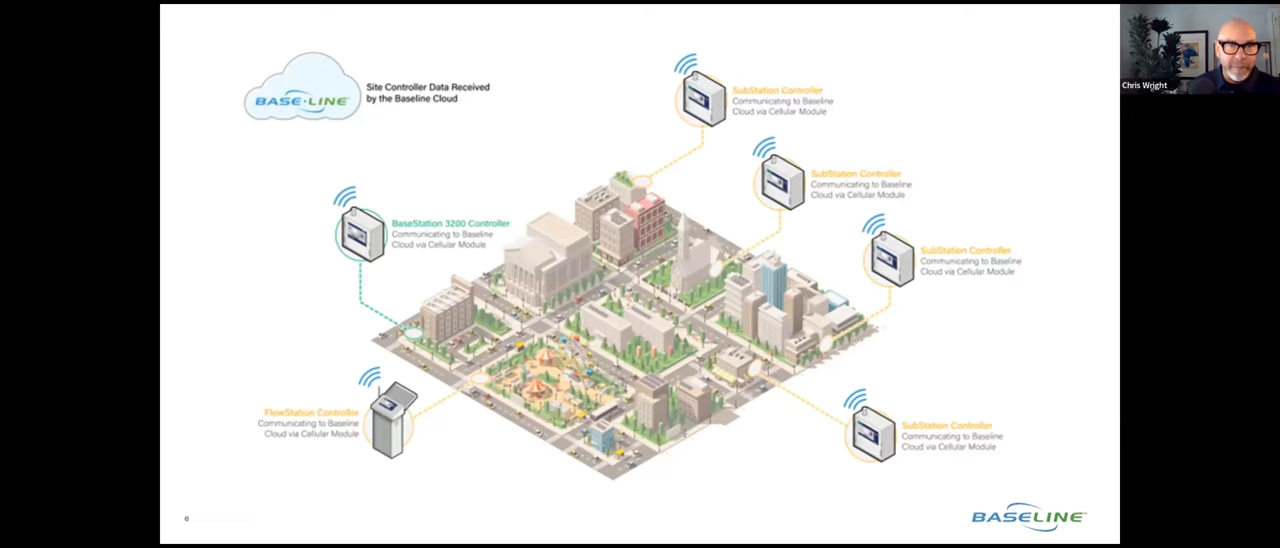 BASE-LINE
Site Controller Data Received
by the Baseline Cloud
SubStation Controller
Communicating to Baseline
Cloud via Cellular Module
SubStation Controller
Communicating to Baseline
Cloud via Cellular Module
BaseStation 3200 Controller
Communicating to Baseline
Cloud via Cellular Module
SubStation Controller
Communicating to Baseline
Cloud via Cellular Module
FlowStation Controller
Communicating to Baseline
Cloud via Cellular Module
SubStation Controller
Communicating to Baseline
Cloud via Cellular Module
6
BASELINE
Chris Wright